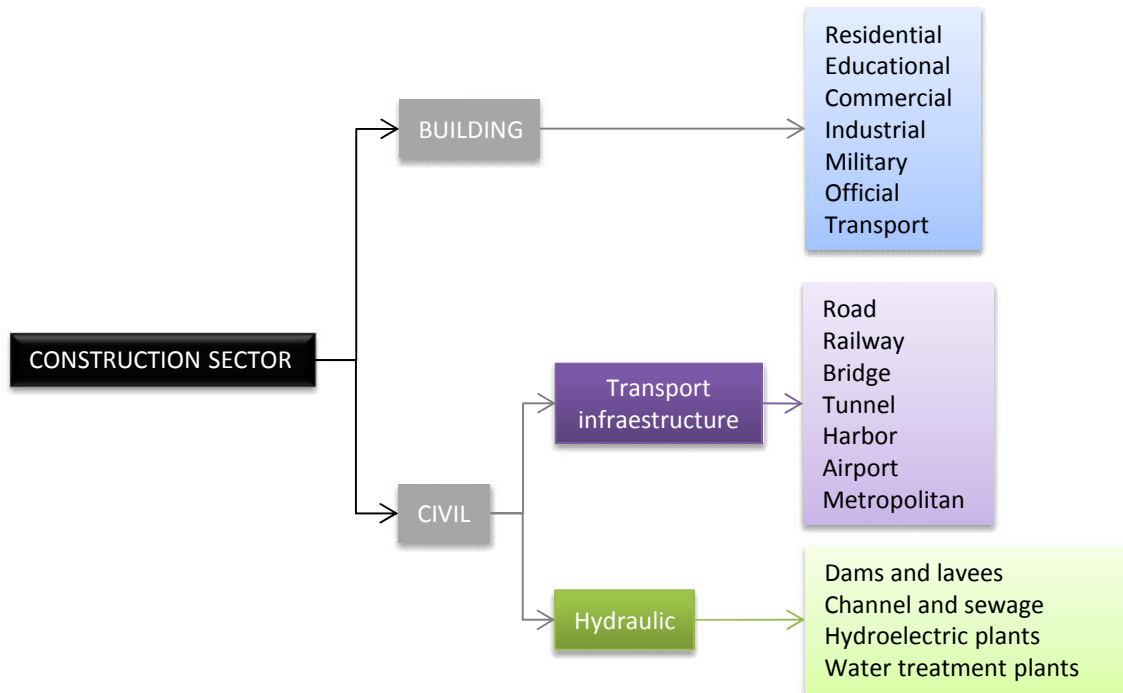 Residential
Educational
Commercial
Industrial
Military
Official
Transport
BUILDING
CONSTRUCTION SECTOR
Road
Railway
Bridge
Tunnel
Harbor
Airport
Metropolitan
Transport
infraestructure
CIVIL
Hydraulic
Dams and lavees
Channel and sewage
Hydroelectric plants
Water treatment plants